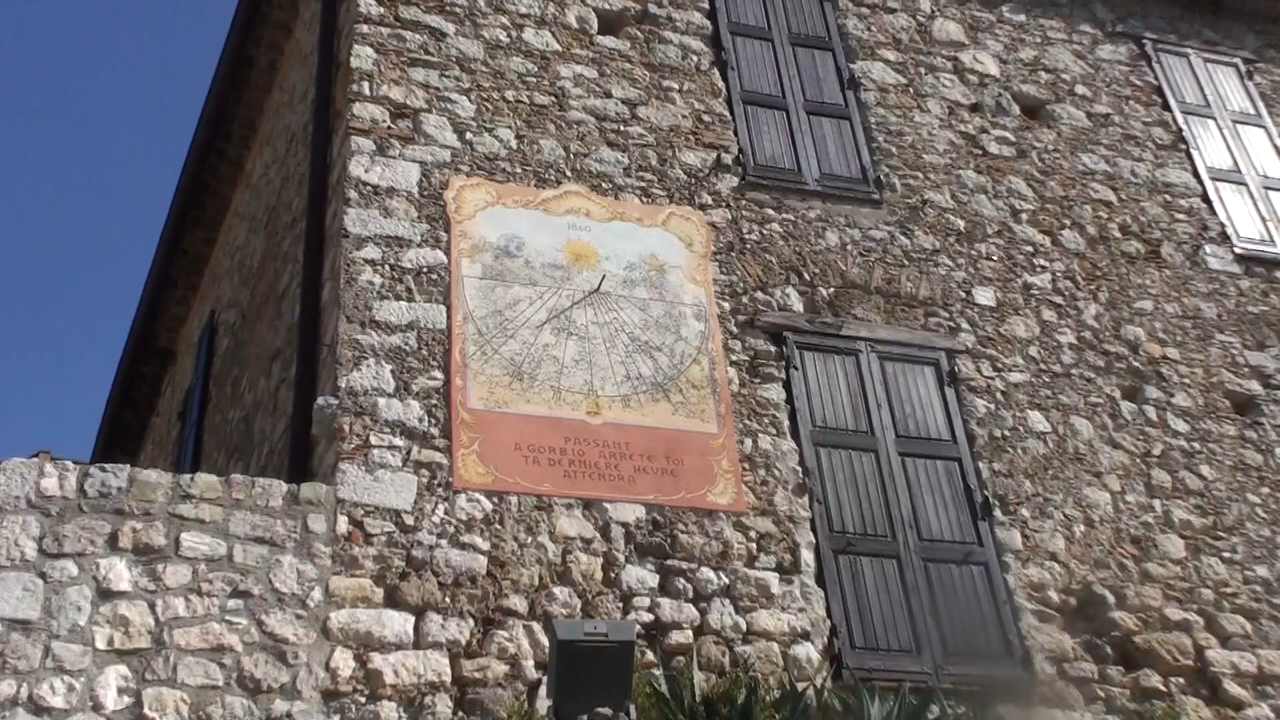 1860
PASSANT
A GORBIO ARRETE TOI
TA DERNIERE HEURE
ATTENDRA